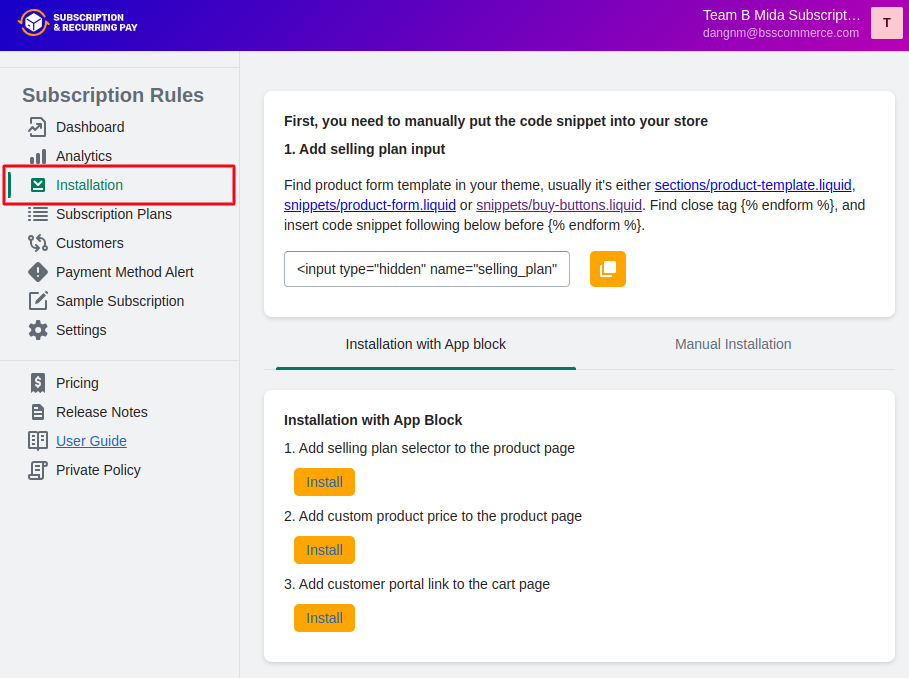 SUBSCRIPTION
& RECURRING PAY
Team B Mida Subscript...
dangnm@bsscommerce.com
T
Subscription Rules
Dashboard
Analytics
Installation
Subscription Plans
Customers
Payment Method Alert
Sample Subscription
Settings
Pricing
Release Notes
User Guide
Private Policy
First, you need to manually put the code snippet into your store
1. Add selling plan input
Find product form template in your theme, usually it's either sections/product-template.liquid,
snippets/product-form.liquid or snippets/buy-buttons.liquid. Find close tag {% endform %}, and
insert code snippet following below before {% endform %}.
<input type="hidden" name="selling_plan"
Installation with App block
Manual Installation
Installation with App Block
1. Add selling plan selector to the product page
Install
2. Add custom product price to the product page
Install
3. Add customer portal link to the cart page
Install